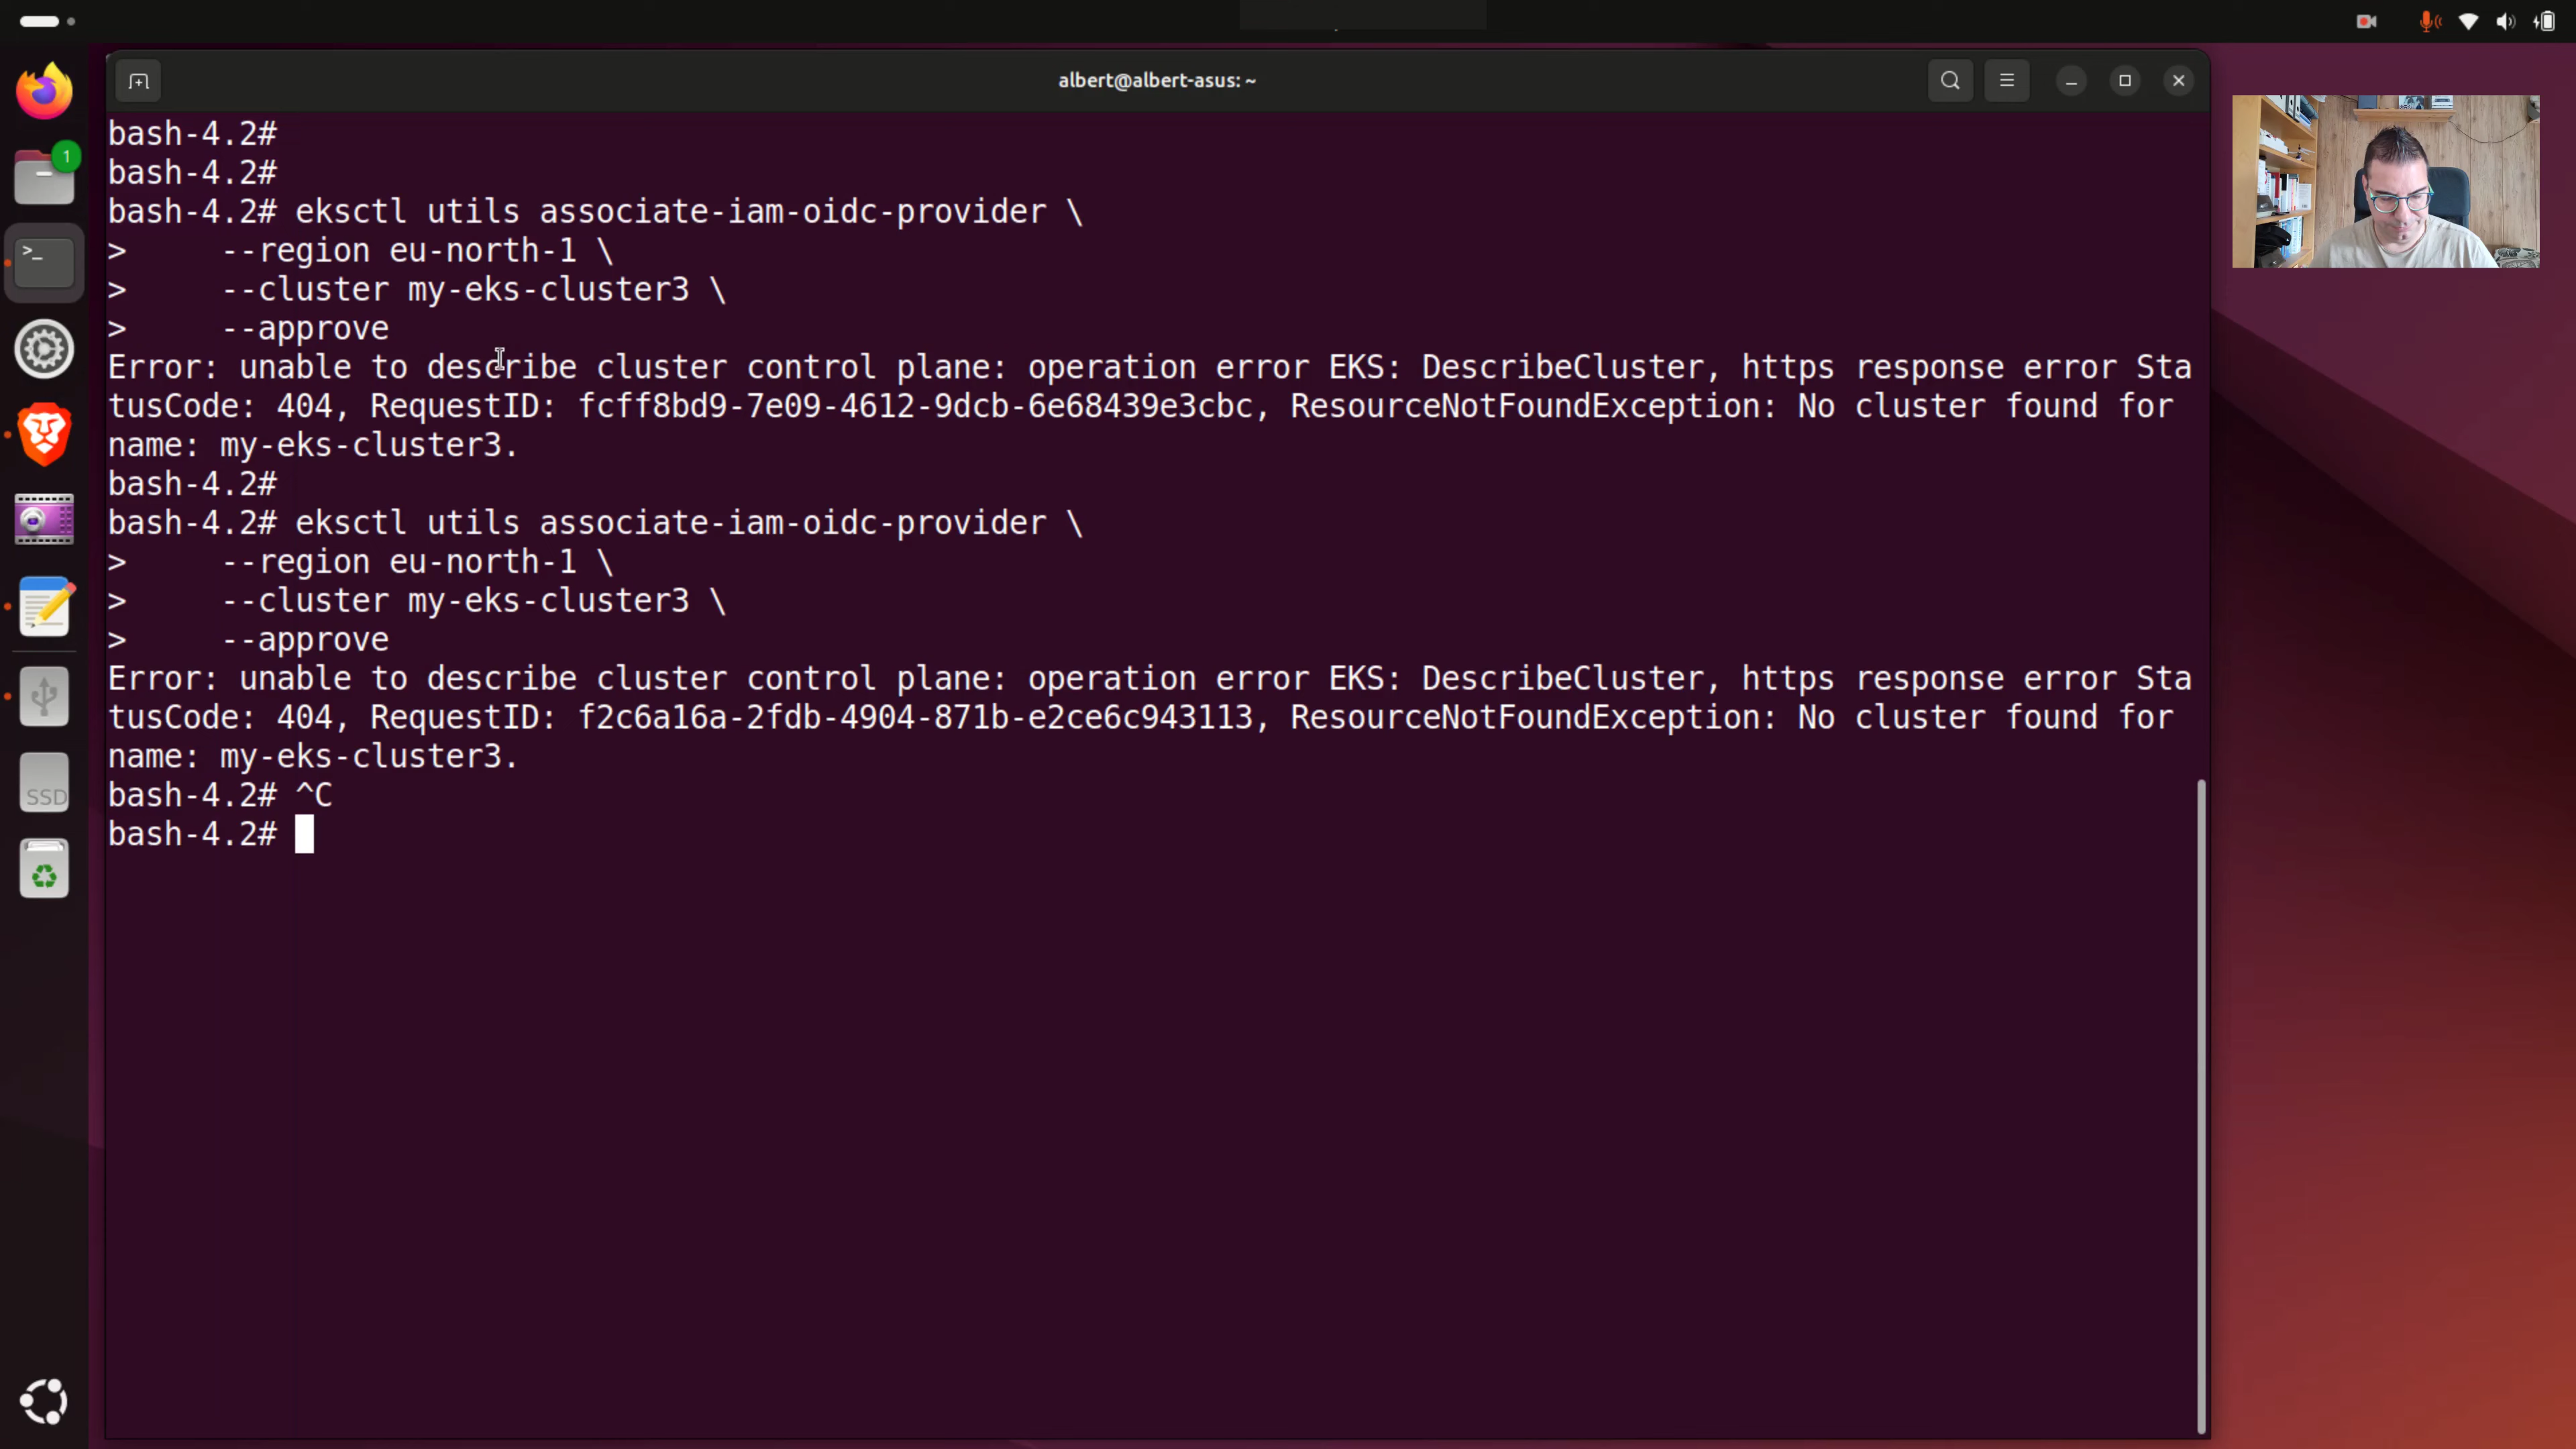 albert@albert-asus: ~
bash-4.2#
bash-4.2#
bash-4.2# eksctl utils associate-iam-oidc-provider \
>      --region eu-north-1 \
>      --cluster my-eks-cluster3 \
>      --approve
Error: unable to describe cluster control plane: operation error EKS: DescribeCluster, https response error Sta
tusCode: 404, RequestID: fcff8bd9-7e09-4612-9dcb-6e68439e3cbc, ResourceNotFoundException: No cluster found for
name: my-eks-cluster3.
bash-4.2#
bash-4.2# eksctl utils associate-iam-oidc-provider \
>      --region eu-north-1 \
>      --cluster my-eks-cluster3 \
>      --approve
Error: unable to describe cluster control plane: operation error EKS: DescribeCluster, https response error Sta
tusCode: 404, RequestID: f2c6a16a-2fdb-4904-871b-e2ce6c943113, ResourceNotFoundException: No cluster found for
name: my-eks-cluster3.
bash-4.2# ^C
bash-4.2#
1
>_
SSD